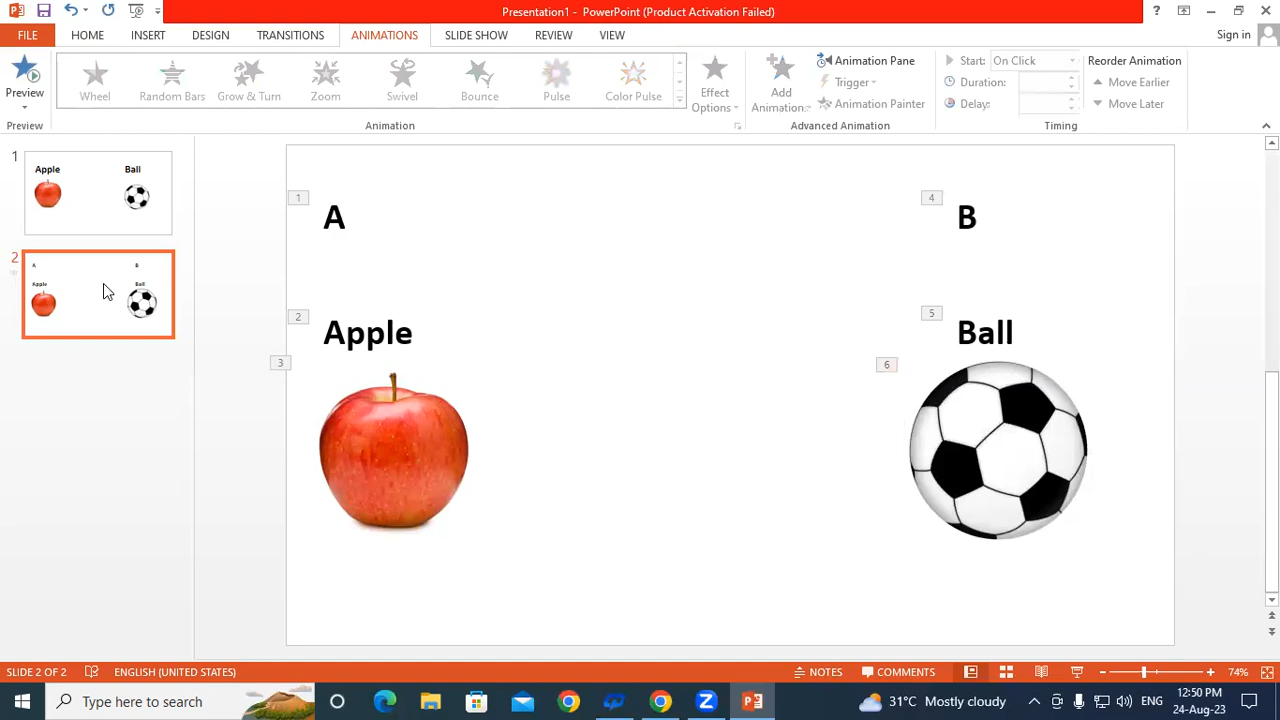 Presentation1 - PowerPoint (Product Activation Failed)
?
FILE
HOME
INSERT
DESIGN
TRANSITIONS
ANIMATIONS
SLIDE SHOW
REVIEW
VIEW
Sign in
Preview
Wheel
Random Bars
Grow & Turn
Zoom
Swivel
Bounce
Pulse
Color Pulse
Effect
Options
Add
Animation
Animation Pane
Trigger
Animation Painter
Start: On Click
Duration:
Delay:
Reorder Animation
Move Earlier
Move Later
Preview
Animation
Advanced Animation
Timing
1
Apple
Ball
2
A
B
Apple
Ball
1
A
4
B
2
Apple
5
Ball
3
6
SLIDE 2 OF 2
ENGLISH (UNITED STATES)
NOTES
COMMENTS
74%
Type here to search
31°C Mostly cloudy
ENG
12:50 PM
24-Aug-23